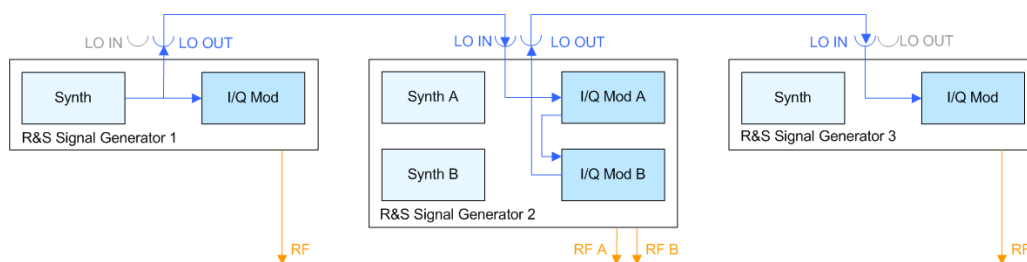 LO IN LO OUT
Synth
I/Q Mod
R&S Signal Generator 1
RF
LO IN LO OUT
Synth A
I/Q Mod A
Synth B
I/Q Mod B
R&S Signal Generator 2
RF A RF B
LO IN LO OUT
Synth
I/Q Mod
R&S Signal Generator 3
RF